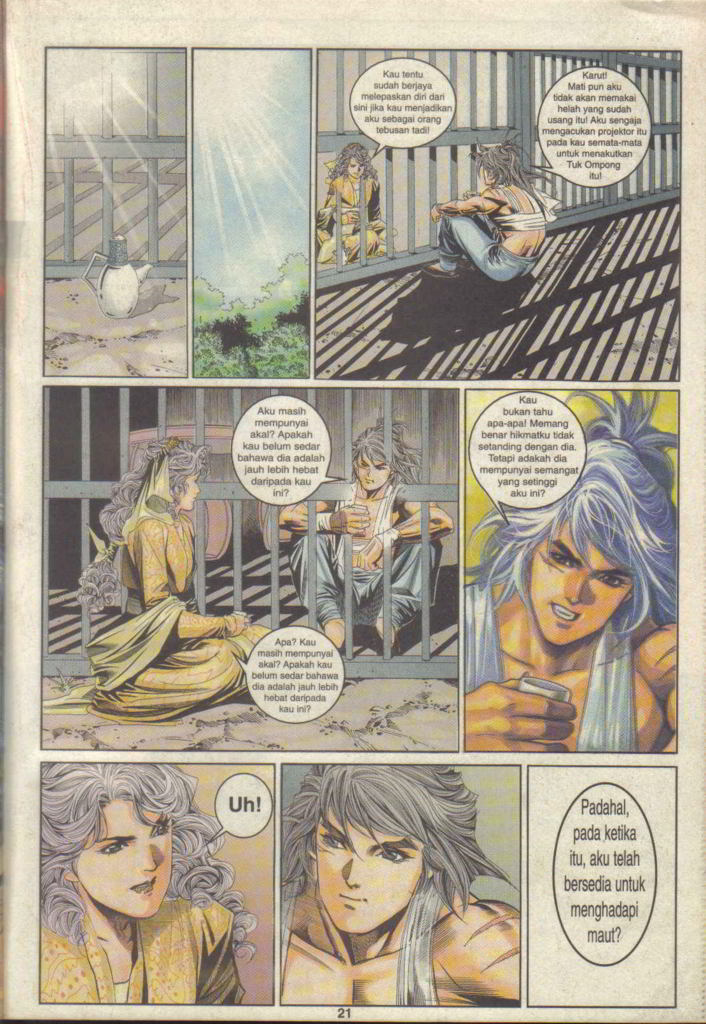 Kau tentu
sudah berjaya
melepaskan diri dari
sini jika kau menjadikan
aku sebagai orang
tebusan tadi!
Karut!
Mati pun aku
tidak akan memakai
helah yang sudah
usang itu! Aku sengaja
mengacukan projektor itu
pada kau semata-mata
untuk menakutkan
Tuk Ompong
itu!
Aku masih
mempunyai
akal? Apakah
kau belum sedar
bahawa dia adalah
jauh lebih hebat
daripada kau
ini?
Apa? Kau
masih mempunyai
akal? Apakah kau
belum sedar bahawa
dia adalah jauh lebih
hebat daripada
kau ini?
Kau
bukan tahu
apa-apa! Memang
benar hikmatku tidak
setanding dengan dia.
Tetapi adakah dia
mempunyai semangat
yang setinggi
aku ini?
Uh!
Padahal,
pada ketika
itu, aku telah
bersedia untuk
menghadapi
maut?
21